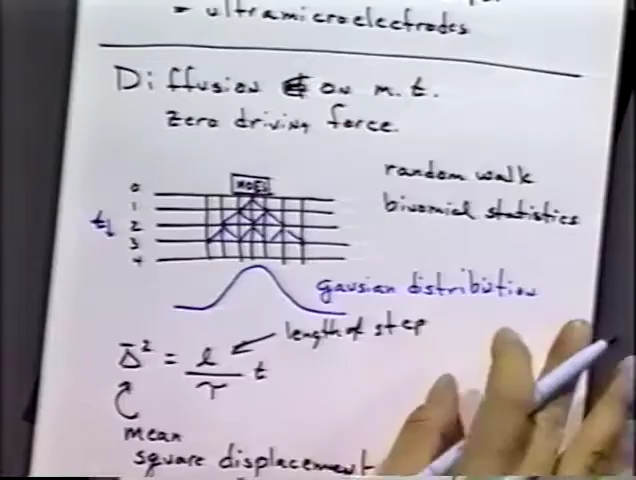 = ultramicroelectrodes
Diffusion on m.t.
zero driving force.
random walk
binomial statistics
0
1
2
3
4
t
gausian distribution
length of step
Δ̅² = l / τ t
mean
square displacement